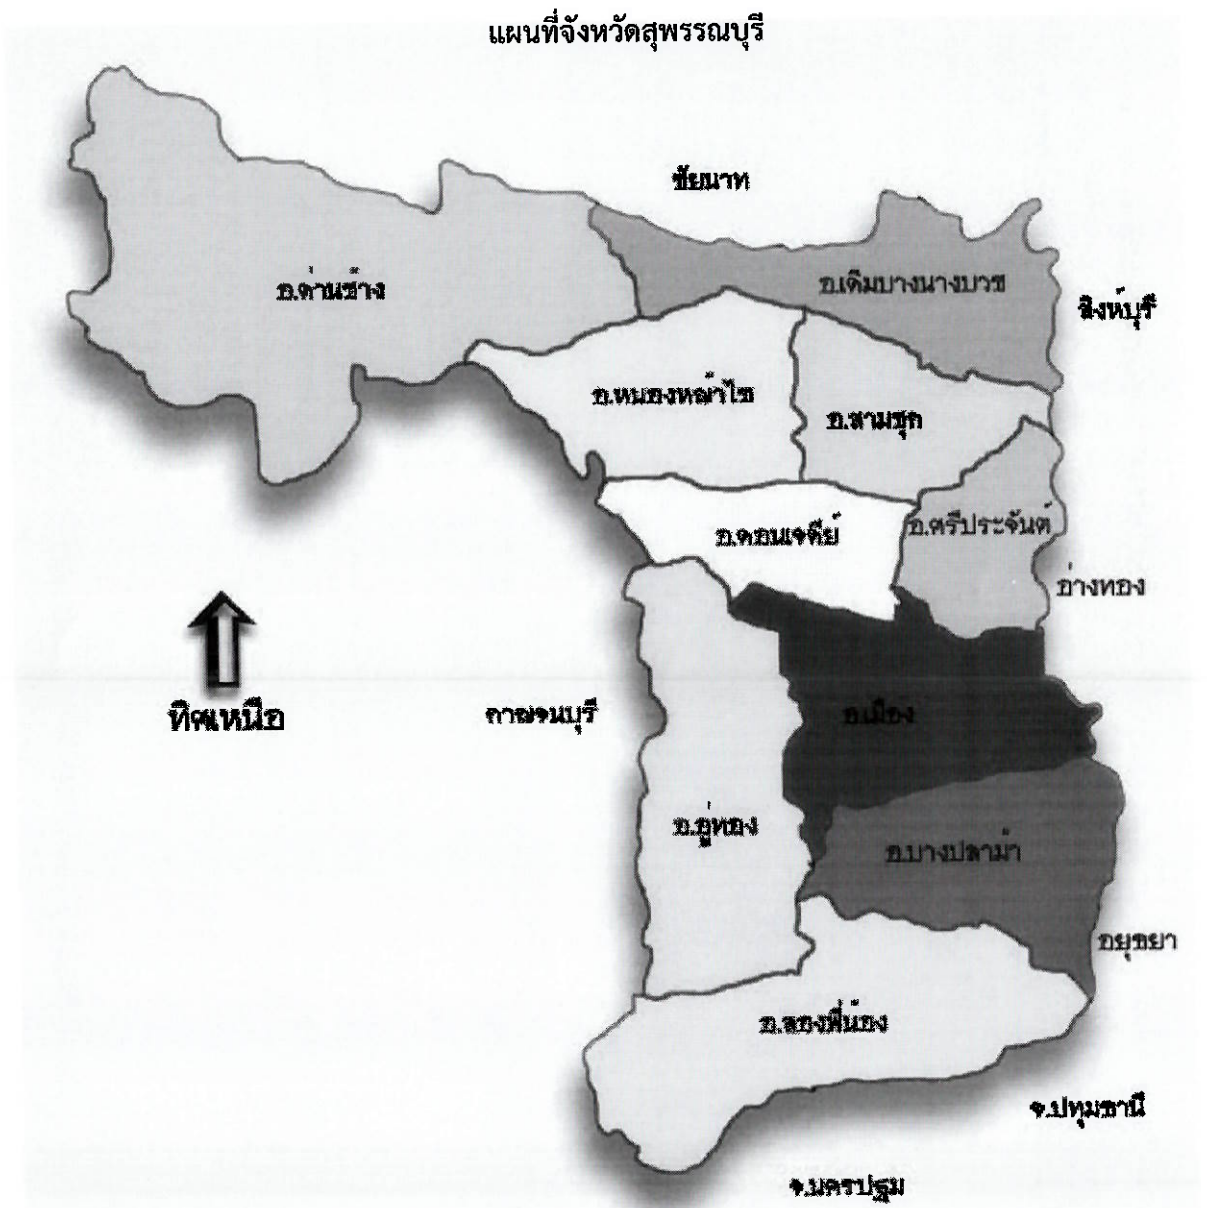 แผนที่จังหวัดสุพรรณบุรี
ชัยนาท
อ.ด่านช้าง
อ.เดิมบางนางบวช
สิงห์บุรี
อ.หนองหญ้าไซ
อ.สามชุก
อ.ดอนเจดีย์
อ.ศรีประจันต์
อ่างทอง
ทิศเหนือ
กาญจนบุรี
อ.เมือง
อ.อู่ทอง
อ.บางปลาม้า
อยุธยา
อ.สองพี่น้อง
จ.ปทุมธานี
จ.นครปฐม